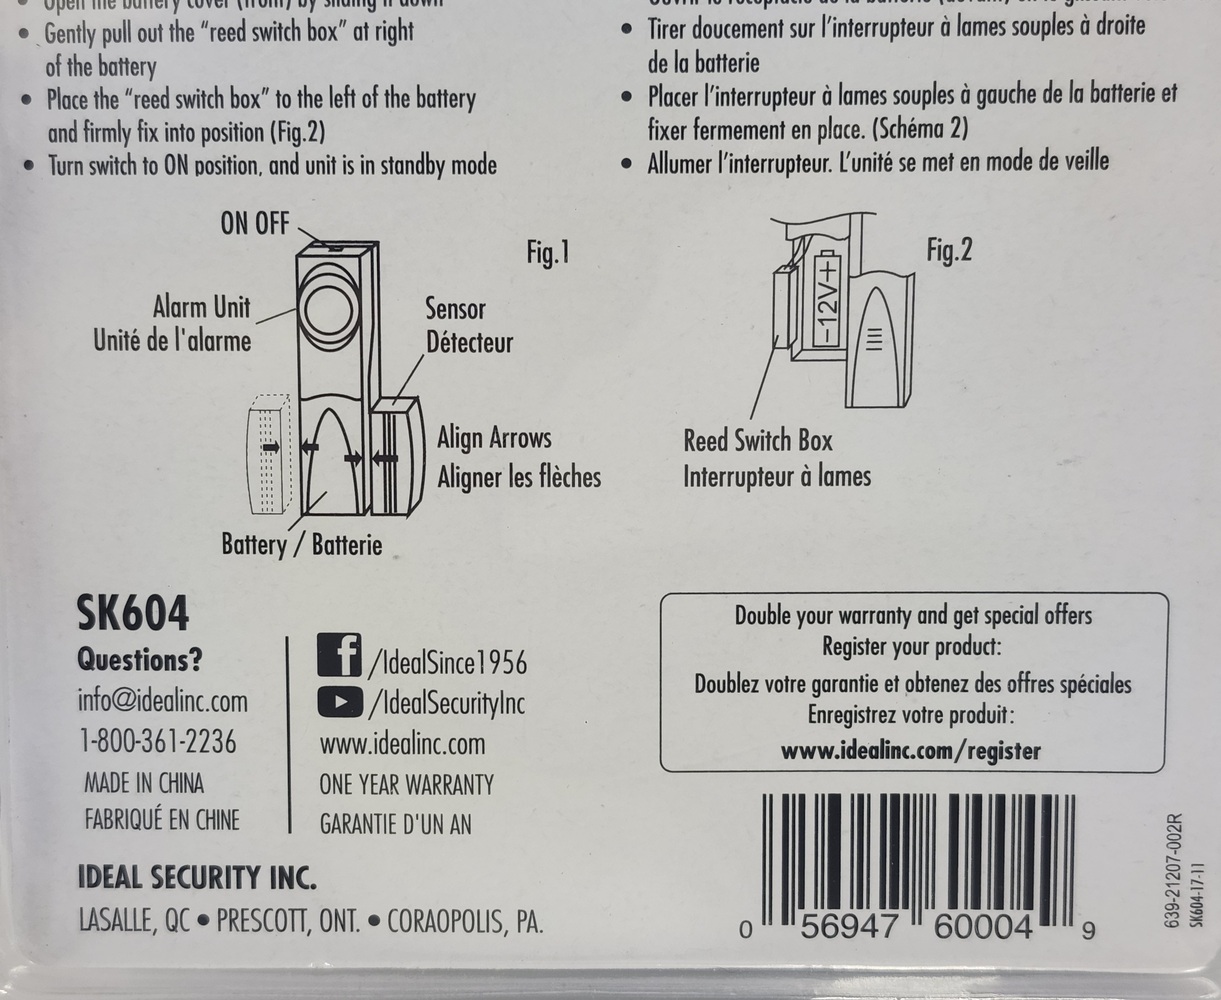 Open the battery cover (front) by sliding it down
• Gently pull out the “reed switch box” at right
of the battery
• Place the “reed switch box” to the left of the battery
and firmly fix into position (Fig.2)
• Turn switch to ON position, and unit is in standby mode
• Tirer doucement sur l’interrupteur à lames souples à droite
de la batterie
• Placer l’interrupteur à lames souples à gauche de la batterie et
fixer fermement en place. (Schéma 2)
• Allumer l’interrupteur. L’unité se met en mode de veille
ON OFF
Fig.1
Alarm Unit
Unité de l'alarme
Sensor
Détecteur
Align Arrows
Aligner les flèches
Battery / Batterie
Fig.2
–12V+
Reed Switch Box
Interrupteur à lames
SK604
Questions?
info@idealinc.com
1-800-361-2236
MADE IN CHINA
FABRIQUÉ EN CHINE
f /IdealSince1956
/IdealSecurityInc
www.idealinc.com
ONE YEAR WARRANTY
GARANTIE D'UN AN
IDEAL SECURITY INC.
LASALLE, QC • PRESCOTT, ONT. • CORAOPOLIS, PA.
Double your warranty and get special offers
Register your product:
Doublez votre garantie et obtenez des offres spéciales
Enregistrez votre produit:
www.idealinc.com/register
0 56947 60004 9
639-21207-002R
SK604-17-11